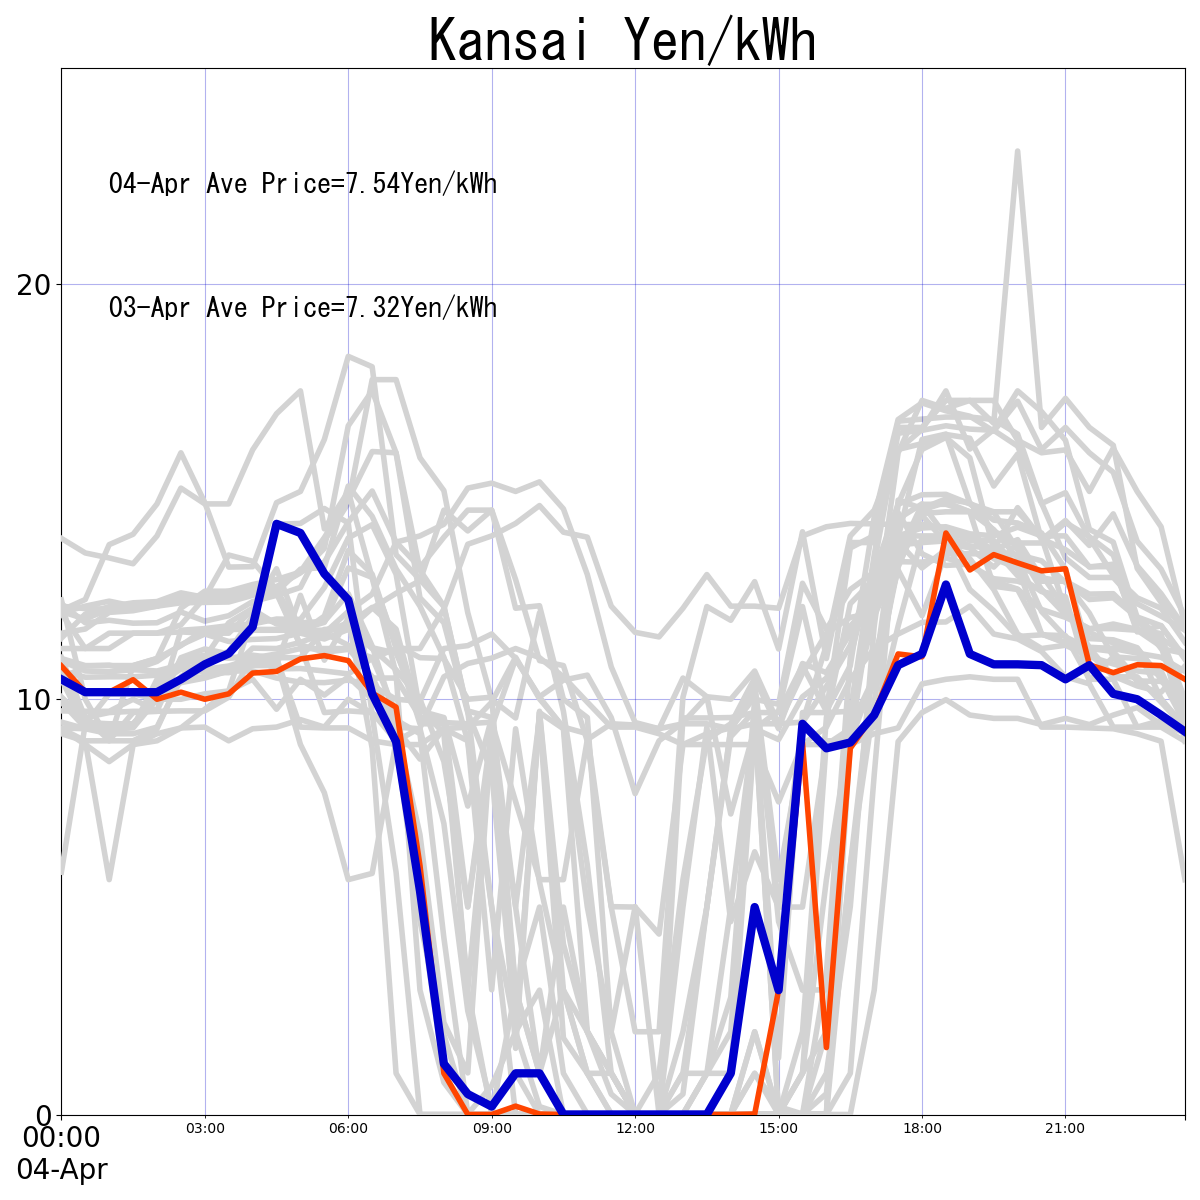 Kansai Yen/kWh
04-Apr Ave Price=7.54Yen/kWh
03-Apr Ave Price=7.32Yen/kWh
20
10
0
00:00 03:00 06:00 09:00 12:00 15:00 18:00 21:00
04-Apr